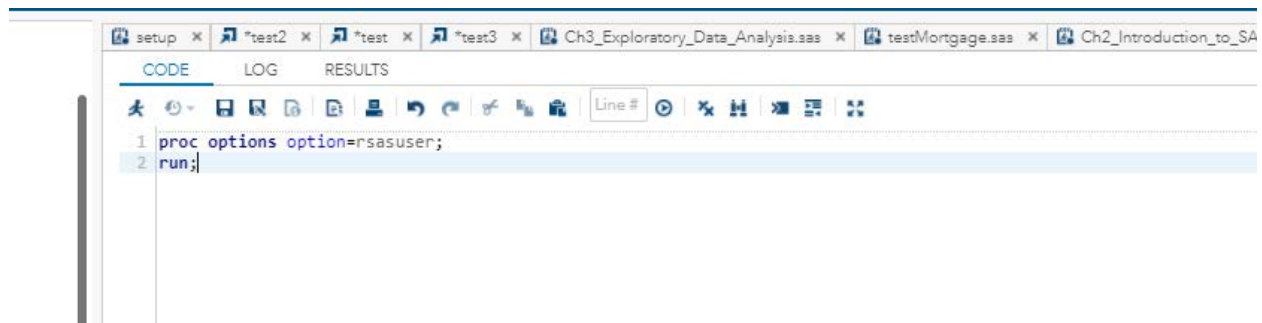 setup *test2 *test *test3 Ch3_Exploratory_Data_Analysis.sas testMortgage.sas Ch2_Introduction_to_SA
CODE LOG RESULTS
Line #
1 proc options option=rsasuser;
2 run;